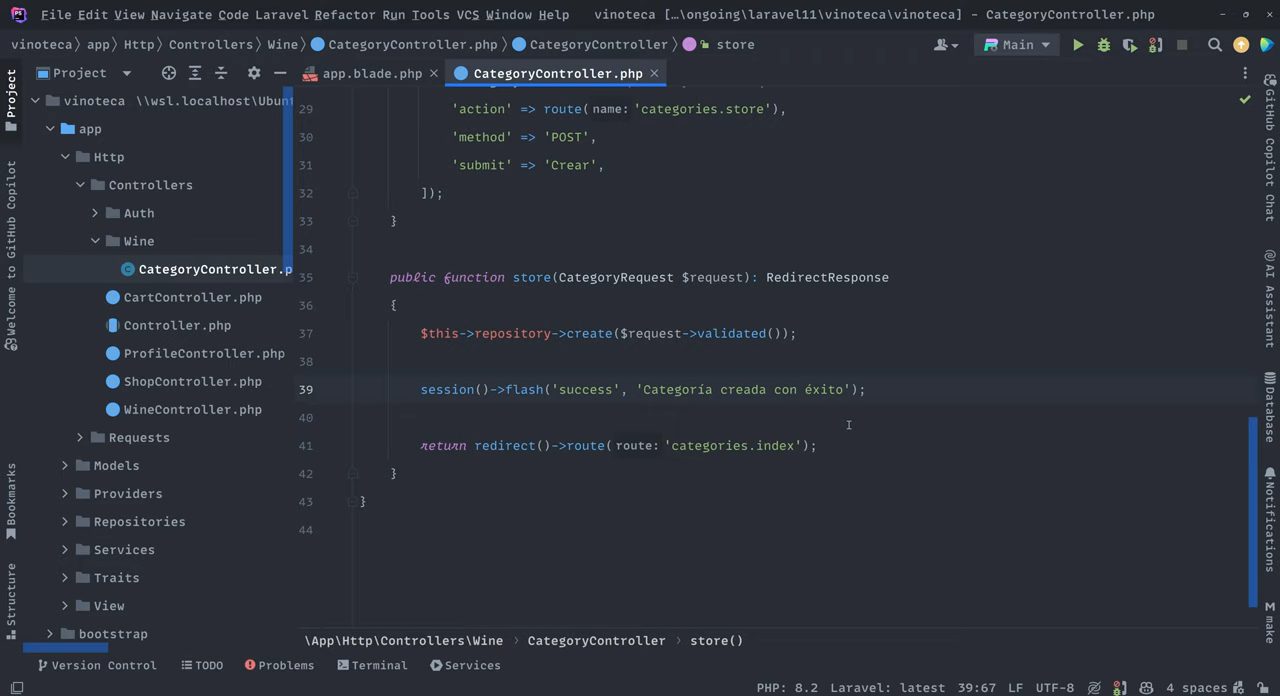 File Edit View Navigate Code Laravel Refactor Run Tools VCS Window Help vinoteca [...\ongoing\laravel11\vinoteca\vinoteca] - CategoryController.php
vinoteca app Http Controllers Wine CategoryController.php CategoryController store Main
Project
app.blade.php
CategoryController.php
vinoteca \\wsl.localhost\Ubunt
app
Http
Controllers
Auth
Wine
CategoryController.p
CartController.php
Controller.php
ProfileController.php
ShopController.php
WineController.php
Requests
Models
Providers
Repositories
Services
Traits
View
bootstrap
29 'action' => route( name: 'categories.store'),
30 'method' => 'POST',
31 'submit' => 'Crear',
32 ]);
33 }
34
35 public function store(CategoryRequest $request): RedirectResponse
36 {
37 $this->repository->create($request->validated());
38
39 session()->flash('success', 'Categoría creada con éxito');
40
41 return redirect()->route( route: 'categories.index');
42 }
43 }
44
\App\Http\Controllers\Wine › CategoryController › store()
Version Control TODO Problems Terminal Services
PHP: 8.2 Laravel: latest 39:67 LF UTF-8 4 spaces
Project
Welcome to GitHub Copilot
Bookmarks
Structure
GitHub Copilot Chat
AI Assistant
Database
Notifications
M make